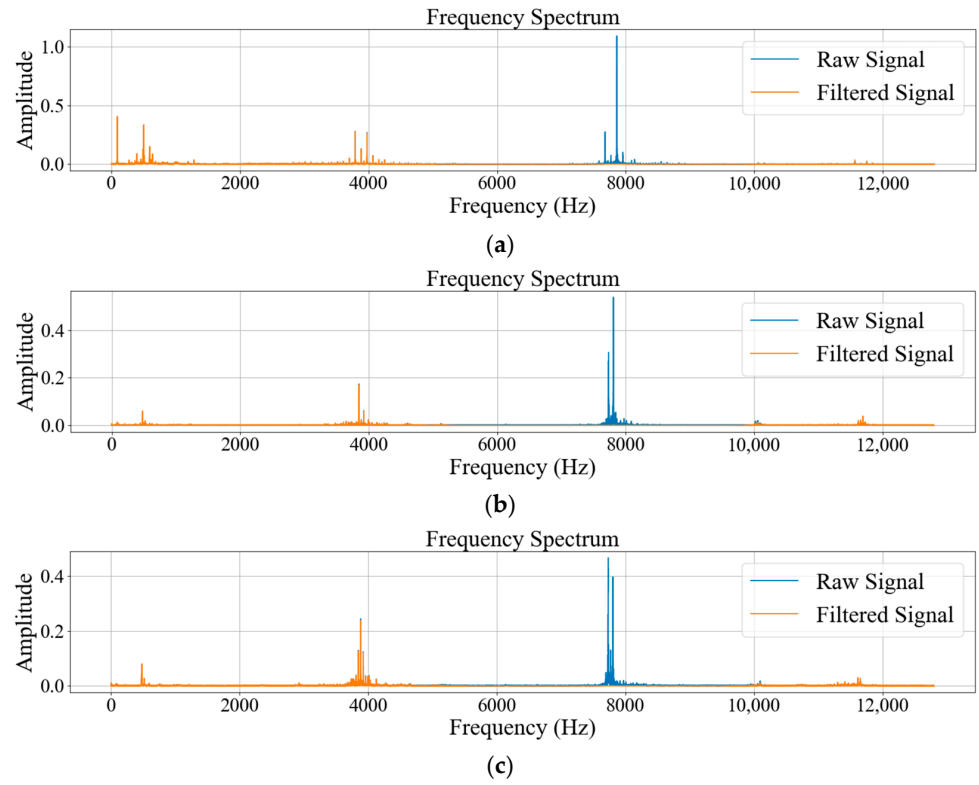 Frequency Spectrum
Amplitude
1.0
0.5
0.0
Raw Signal
Filtered Signal
0 2000 4000 6000 8000 10,000 12,000
Frequency (Hz)
(a)
Frequency Spectrum
Amplitude
0.4
0.2
0.0
Raw Signal
Filtered Signal
0 2000 4000 6000 8000 10,000 12,000
Frequency (Hz)
(b)
Frequency Spectrum
Amplitude
0.4
0.2
0.0
Raw Signal
Filtered Signal
0 2000 4000 6000 8000 10,000 12,000
Frequency (Hz)
(c)